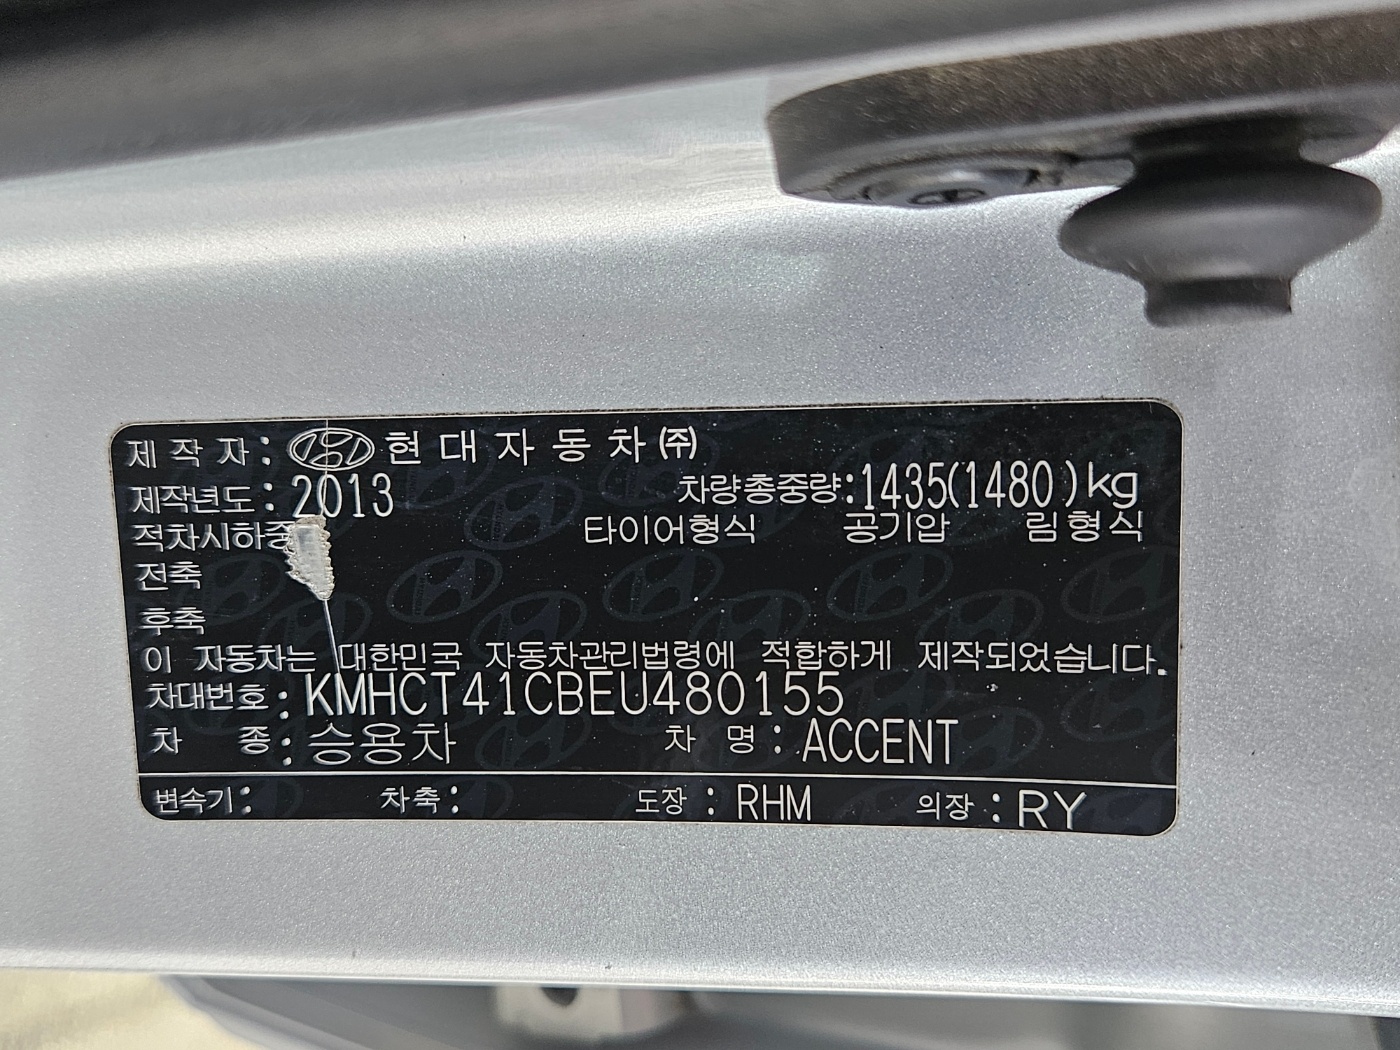 제 작 자 : 현 대 자 동 차 ㈜
제작년도 : 2013 차량총중량:1435(1480)kg
적차시하중 타이어형식 공기압 림형식
전축
후축
이 자동차는 대한민국 자동차관리법령에 적합하게 제작되었습니다.
차대번호 : KMHCT41CBEU480155
차 종 : 승용차 차 명 : ACCENT
변속기 : 차축 : 도장 : RHM 의장 : RY